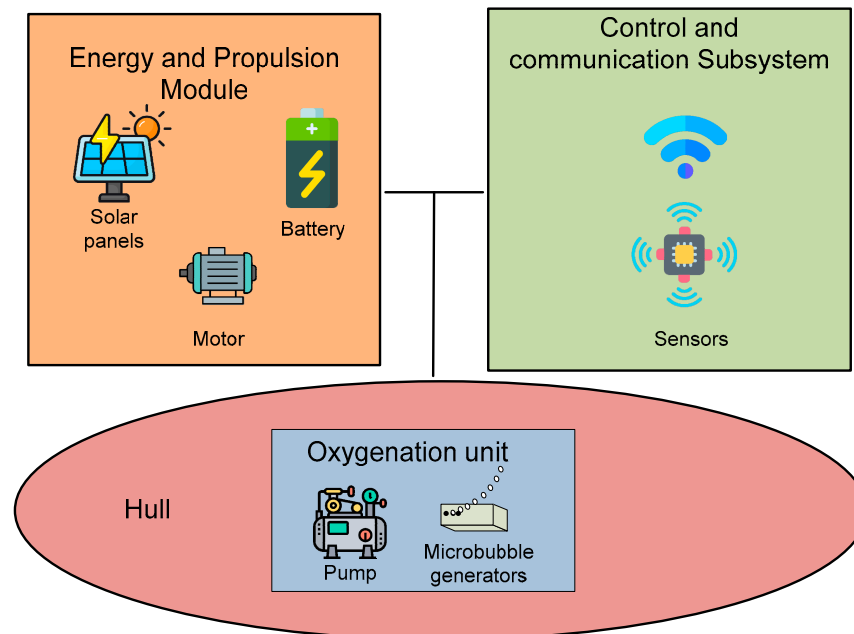 Energy and Propulsion
Module
Solar
panels
Battery
Motor
Control and
communication Subsystem
Sensors
Hull
Oxygenation unit
Pump
Microbubble
generators